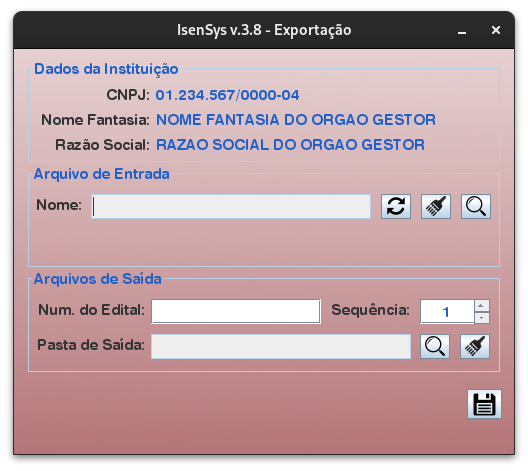 IsenSys v.3.8 - Exportação
Dados da Instituição
CNPJ: 01.234.567/0000-04
Nome Fantasia: NOME FANTASIA DO ORGAO GESTOR
Razão Social: RAZAO SOCIAL DO ORGAO GESTOR
Arquivo de Entrada
Nome:
Arquivos de Saída
Num. do Edital: Sequência: 1
Pasta de Saída: